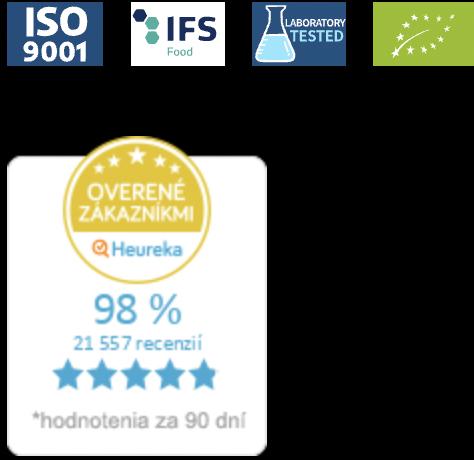 ISO
9001
IFS
Food
LABORATORY
TESTED
OVERENÉ
ZÁKAZNÍKMI
Heureka
98 %
21 557 recenzií
*hodnotenia za 90 dní